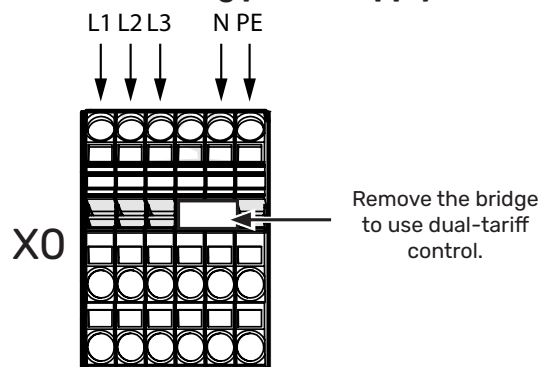 L1 L2 L3 N PE
X0
Remove the bridge
to use dual-tariff
control.